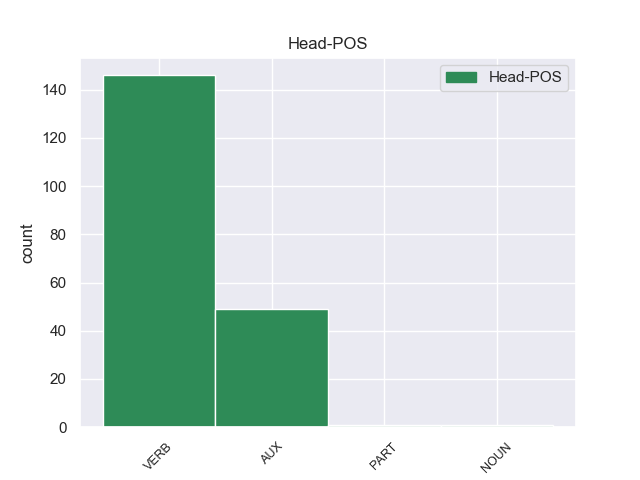 Head-POS
Head-POS
140
120
100
80
60
40
20
0
count
VERB
AUX
PART
NOUN